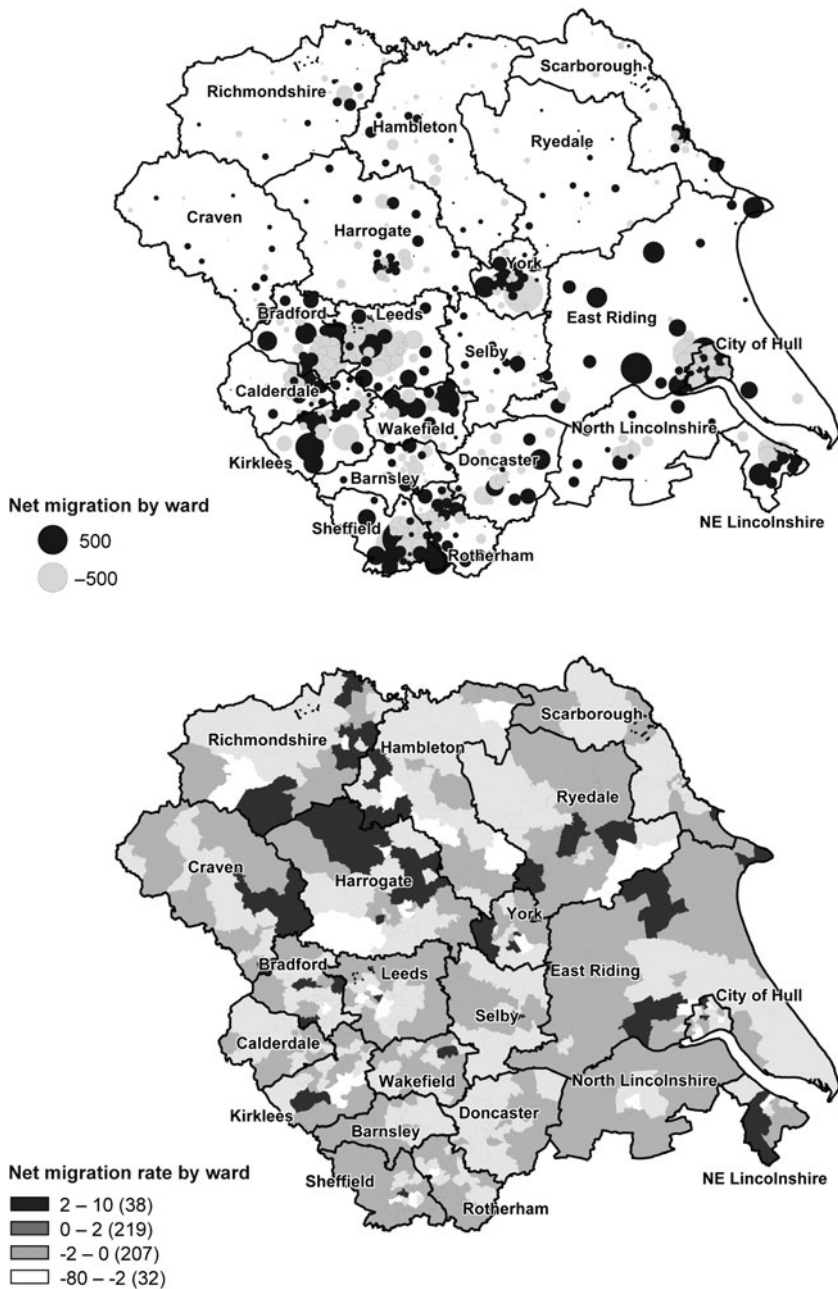 Scarborough
Richmondshire
Hambleton
Ryedale
Craven
Harrogate
York
Bradford
Leeds
East Riding
City of Hull
Selby
Calderdale
Wakefield
North Lincolnshire
Kirklees
Doncaster
Barnsley
Net migration by ward
500
–500
NE Lincolnshire
Sheffield
Rotherham
Scarborough
Richmondshire
Hambleton
Ryedale
Craven
Harrogate
York
Bradford
Leeds
East Riding
City of Hull
Selby
Calderdale
Wakefield
North Lincolnshire
Kirklees
Doncaster
Barnsley
Net migration rate by ward
NE Lincolnshire
Sheffield
Rotherham
2 – 10 (38)
0 – 2 (219)
-2 – 0 (207)
-80 – -2 (32)